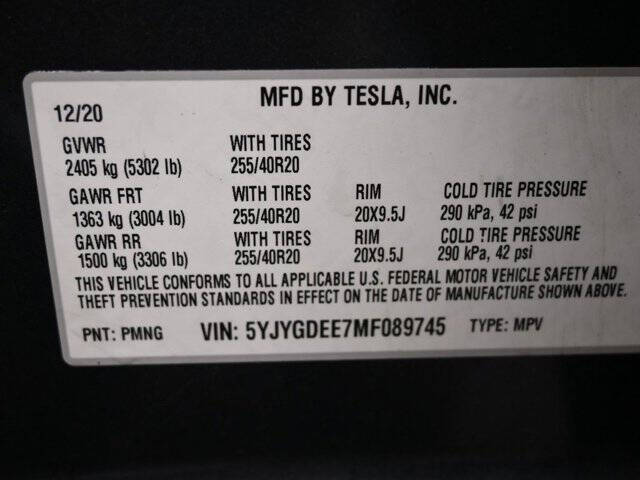 MFD BY TESLA, INC.
12/20
GVWR WITH TIRES
2405 kg (5302 lb) 255/40R20
GAWR FRT WITH TIRES RIM COLD TIRE PRESSURE
1363 kg (3004 lb) 255/40R20 20X9.5J 290 kPa, 42 psi
GAWR RR WITH TIRES RIM COLD TIRE PRESSURE
1500 kg (3306 lb) 255/40R20 20X9.5J 290 kPa, 42 psi
THIS VEHICLE CONFORMS TO ALL APPLICABLE U.S. FEDERAL MOTOR VEHICLE SAFETY AND
THEFT PREVENTION STANDARDS IN EFFECT ON THE DATE OF MANUFACTURE SHOWN ABOVE.
PNT: PMNG VIN: 5YJYGDEE7MF089745 TYPE: MPV